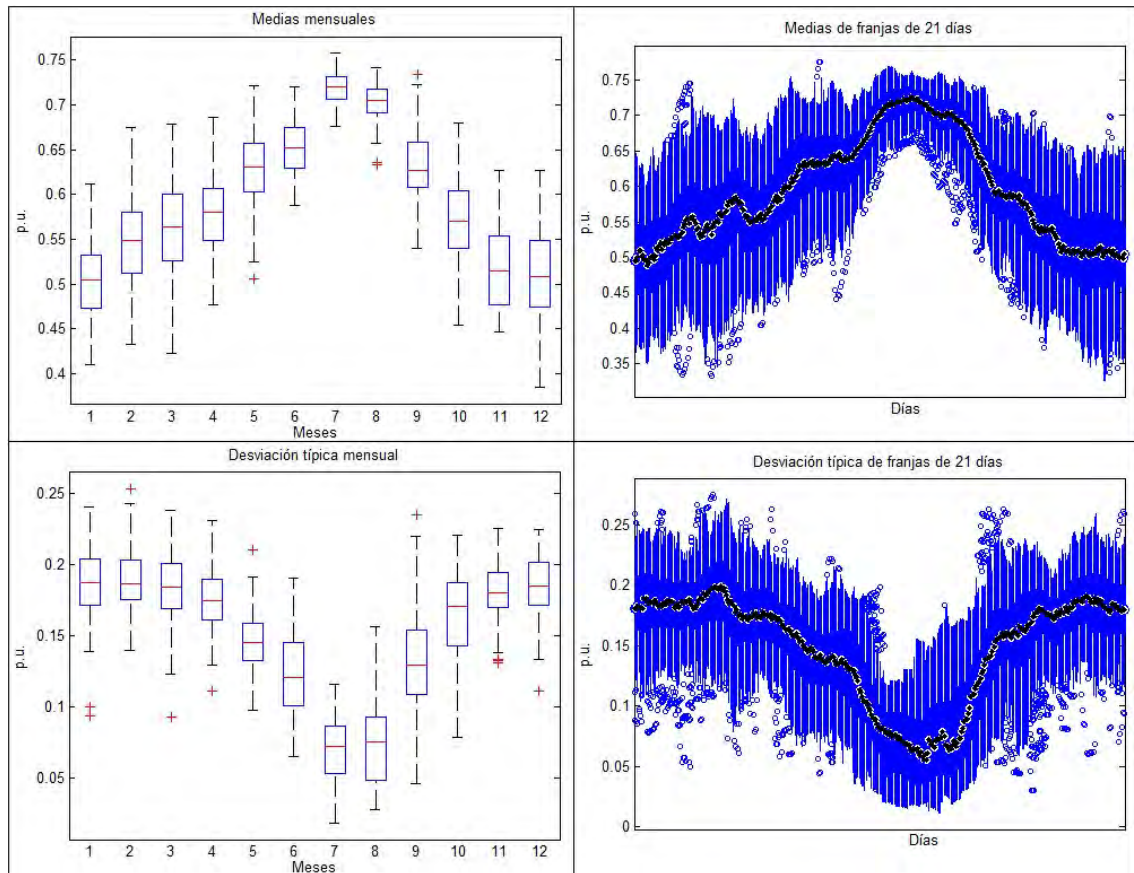 Medias mensuales
p.u.
0.75
0.7
0.65
0.6
0.55
0.5
0.45
0.4
1 2 3 4 5 6 7 8 9 10 11 12
Meses
Medias de franjas de 21 días
p.u.
0.75
0.7
0.65
0.6
0.55
0.5
0.45
0.4
0.35
Días
Desviación típica mensual
p.u.
0.25
0.2
0.15
0.1
0.05
1 2 3 4 5 6 7 8 9 10 11 12
Meses
Desviación típica de franjas de 21 días
p.u.
0.25
0.2
0.15
0.1
0.05
0
Días